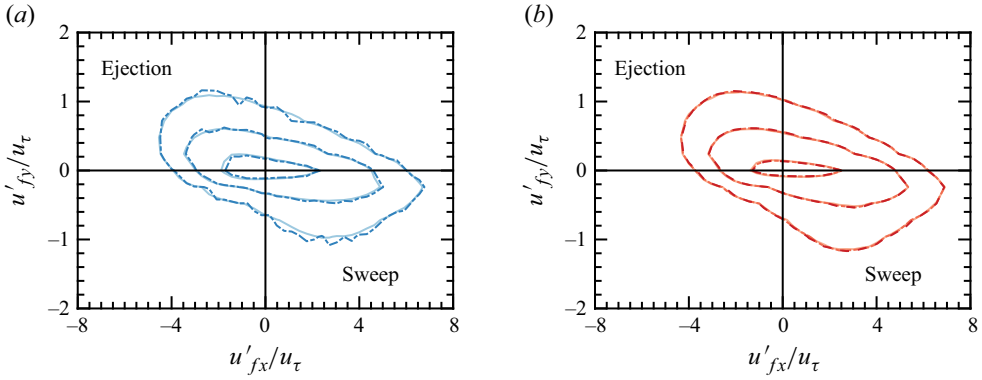 (a)
2
Ejection
1
0
−1
Sweep
−2
−8
−4
0
4
8
u′fx/uτ
u′fy/uτ
(b)
2
Ejection
1
0
−1
Sweep
−2
−8
−4
0
4
8
u′fx/uτ
u′fy/uτ